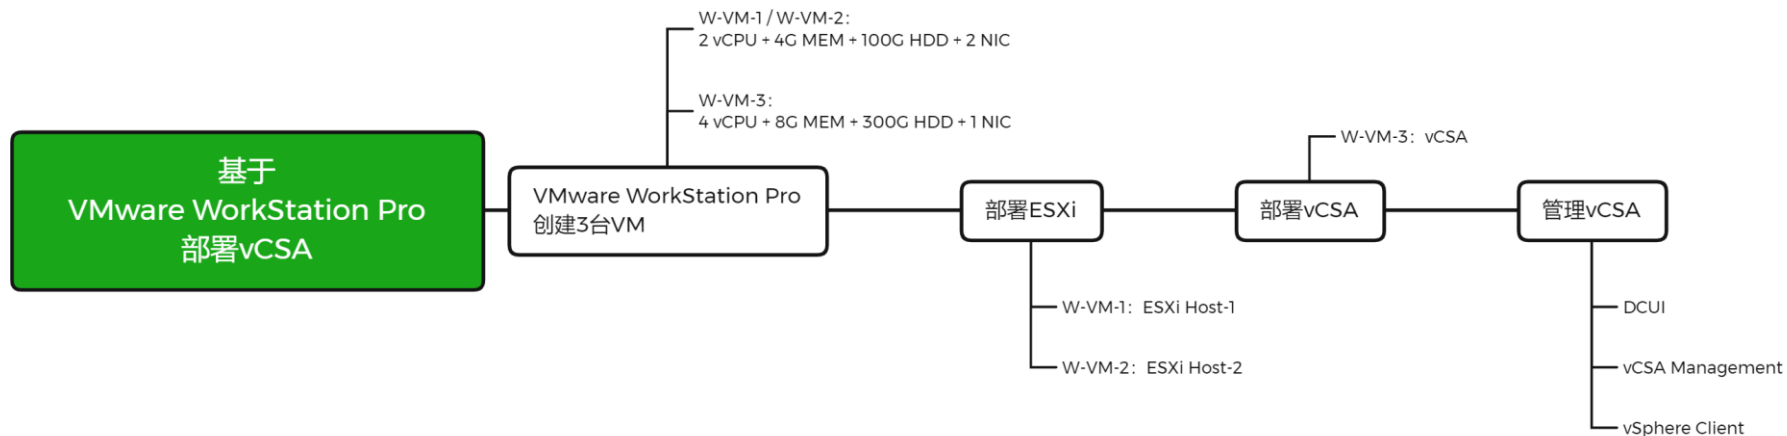 基于
VMware WorkStation Pro
部署vCSA
VMware WorkStation Pro
创建3台VM
W-VM-1 / W-VM-2：
2 vCPU + 4G MEM + 100G HDD + 2 NIC
W-VM-3：
4 vCPU + 8G MEM + 300G HDD + 1 NIC
部署ESXi
W-VM-1：ESXi Host-1
W-VM-2：ESXi Host-2
部署vCSA
W-VM-3：vCSA
管理vCSA
DCUI
vCSA Management
vSphere Client